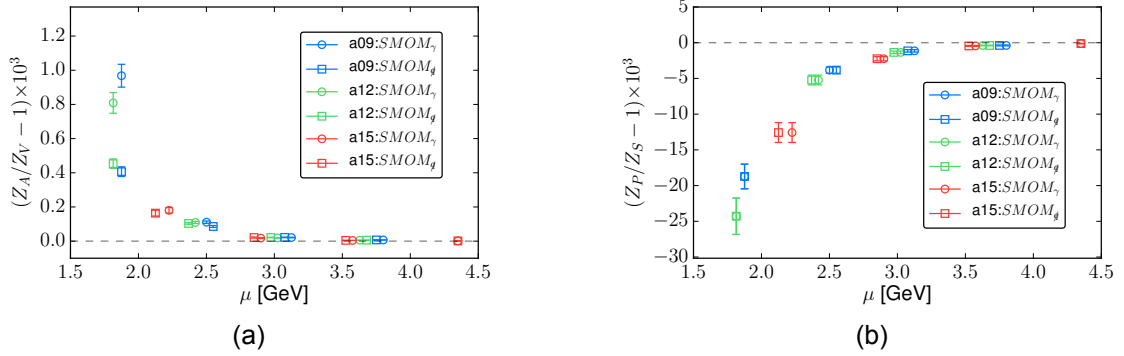 (Z_A/Z_V − 1)×10³
1.2
1.0
0.8
0.6
0.4
0.2
0.0
1.5 2.0 2.5 3.0 3.5 4.0 4.5
μ [GeV]
a09:SMOM_γ
a09:SMOM_q̸
a12:SMOM_γ
a12:SMOM_q̸
a15:SMOM_γ
a15:SMOM_q̸
(a)
(Z_P/Z_S − 1)×10³
5
0
−5
−10
−15
−20
−25
−30
1.5 2.0 2.5 3.0 3.5 4.0 4.5
μ [GeV]
a09:SMOM_γ
a09:SMOM_q̸
a12:SMOM_γ
a12:SMOM_q̸
a15:SMOM_γ
a15:SMOM_q̸
(b)